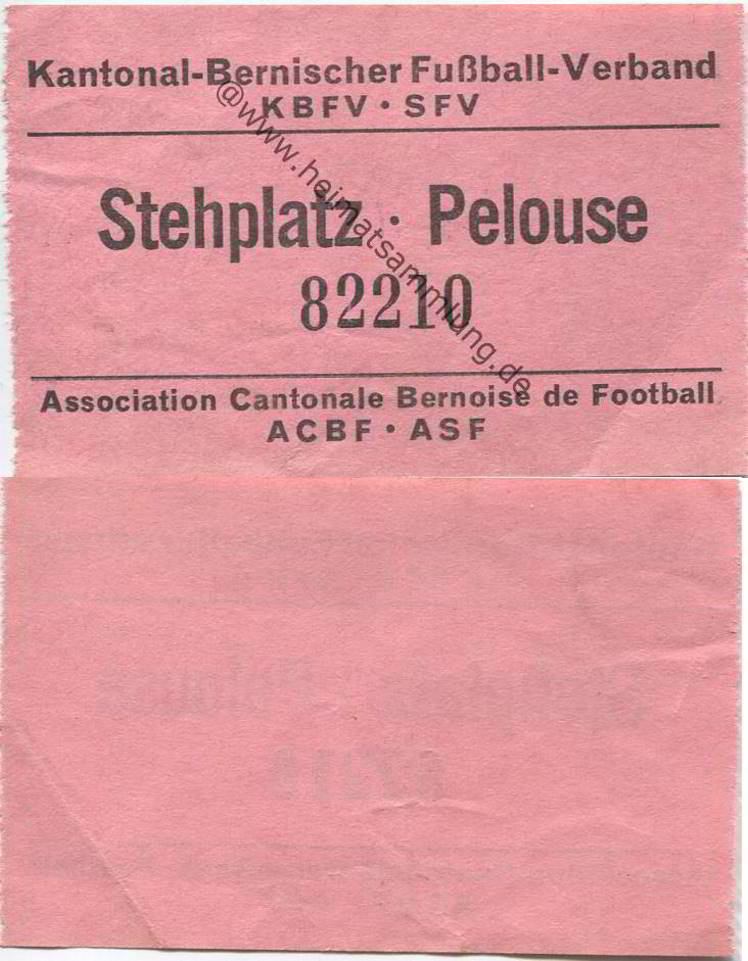 Kantonal-Bernischer Fußball-Verband
KBFV · SFV
Stehplatz · Pelouse
82210
Association Cantonale Bernoise de Football
ACBF · ASF
@www.heimatsammlung.de